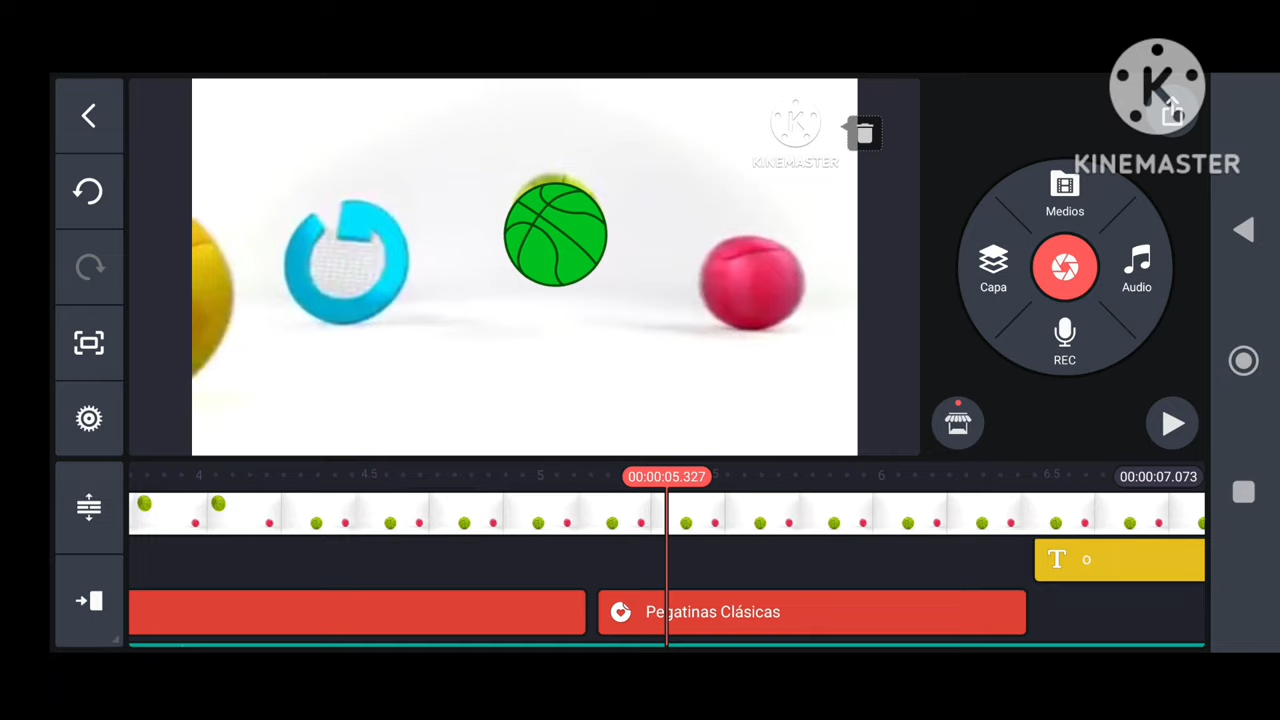 K
KINEMASTER
K
KINEMASTER
Medios
Capa
Audio
REC
4
4.5
5
00:00:05.327
5
6
6.5
00:00:07.073
T o
Pegatinas Clásicas